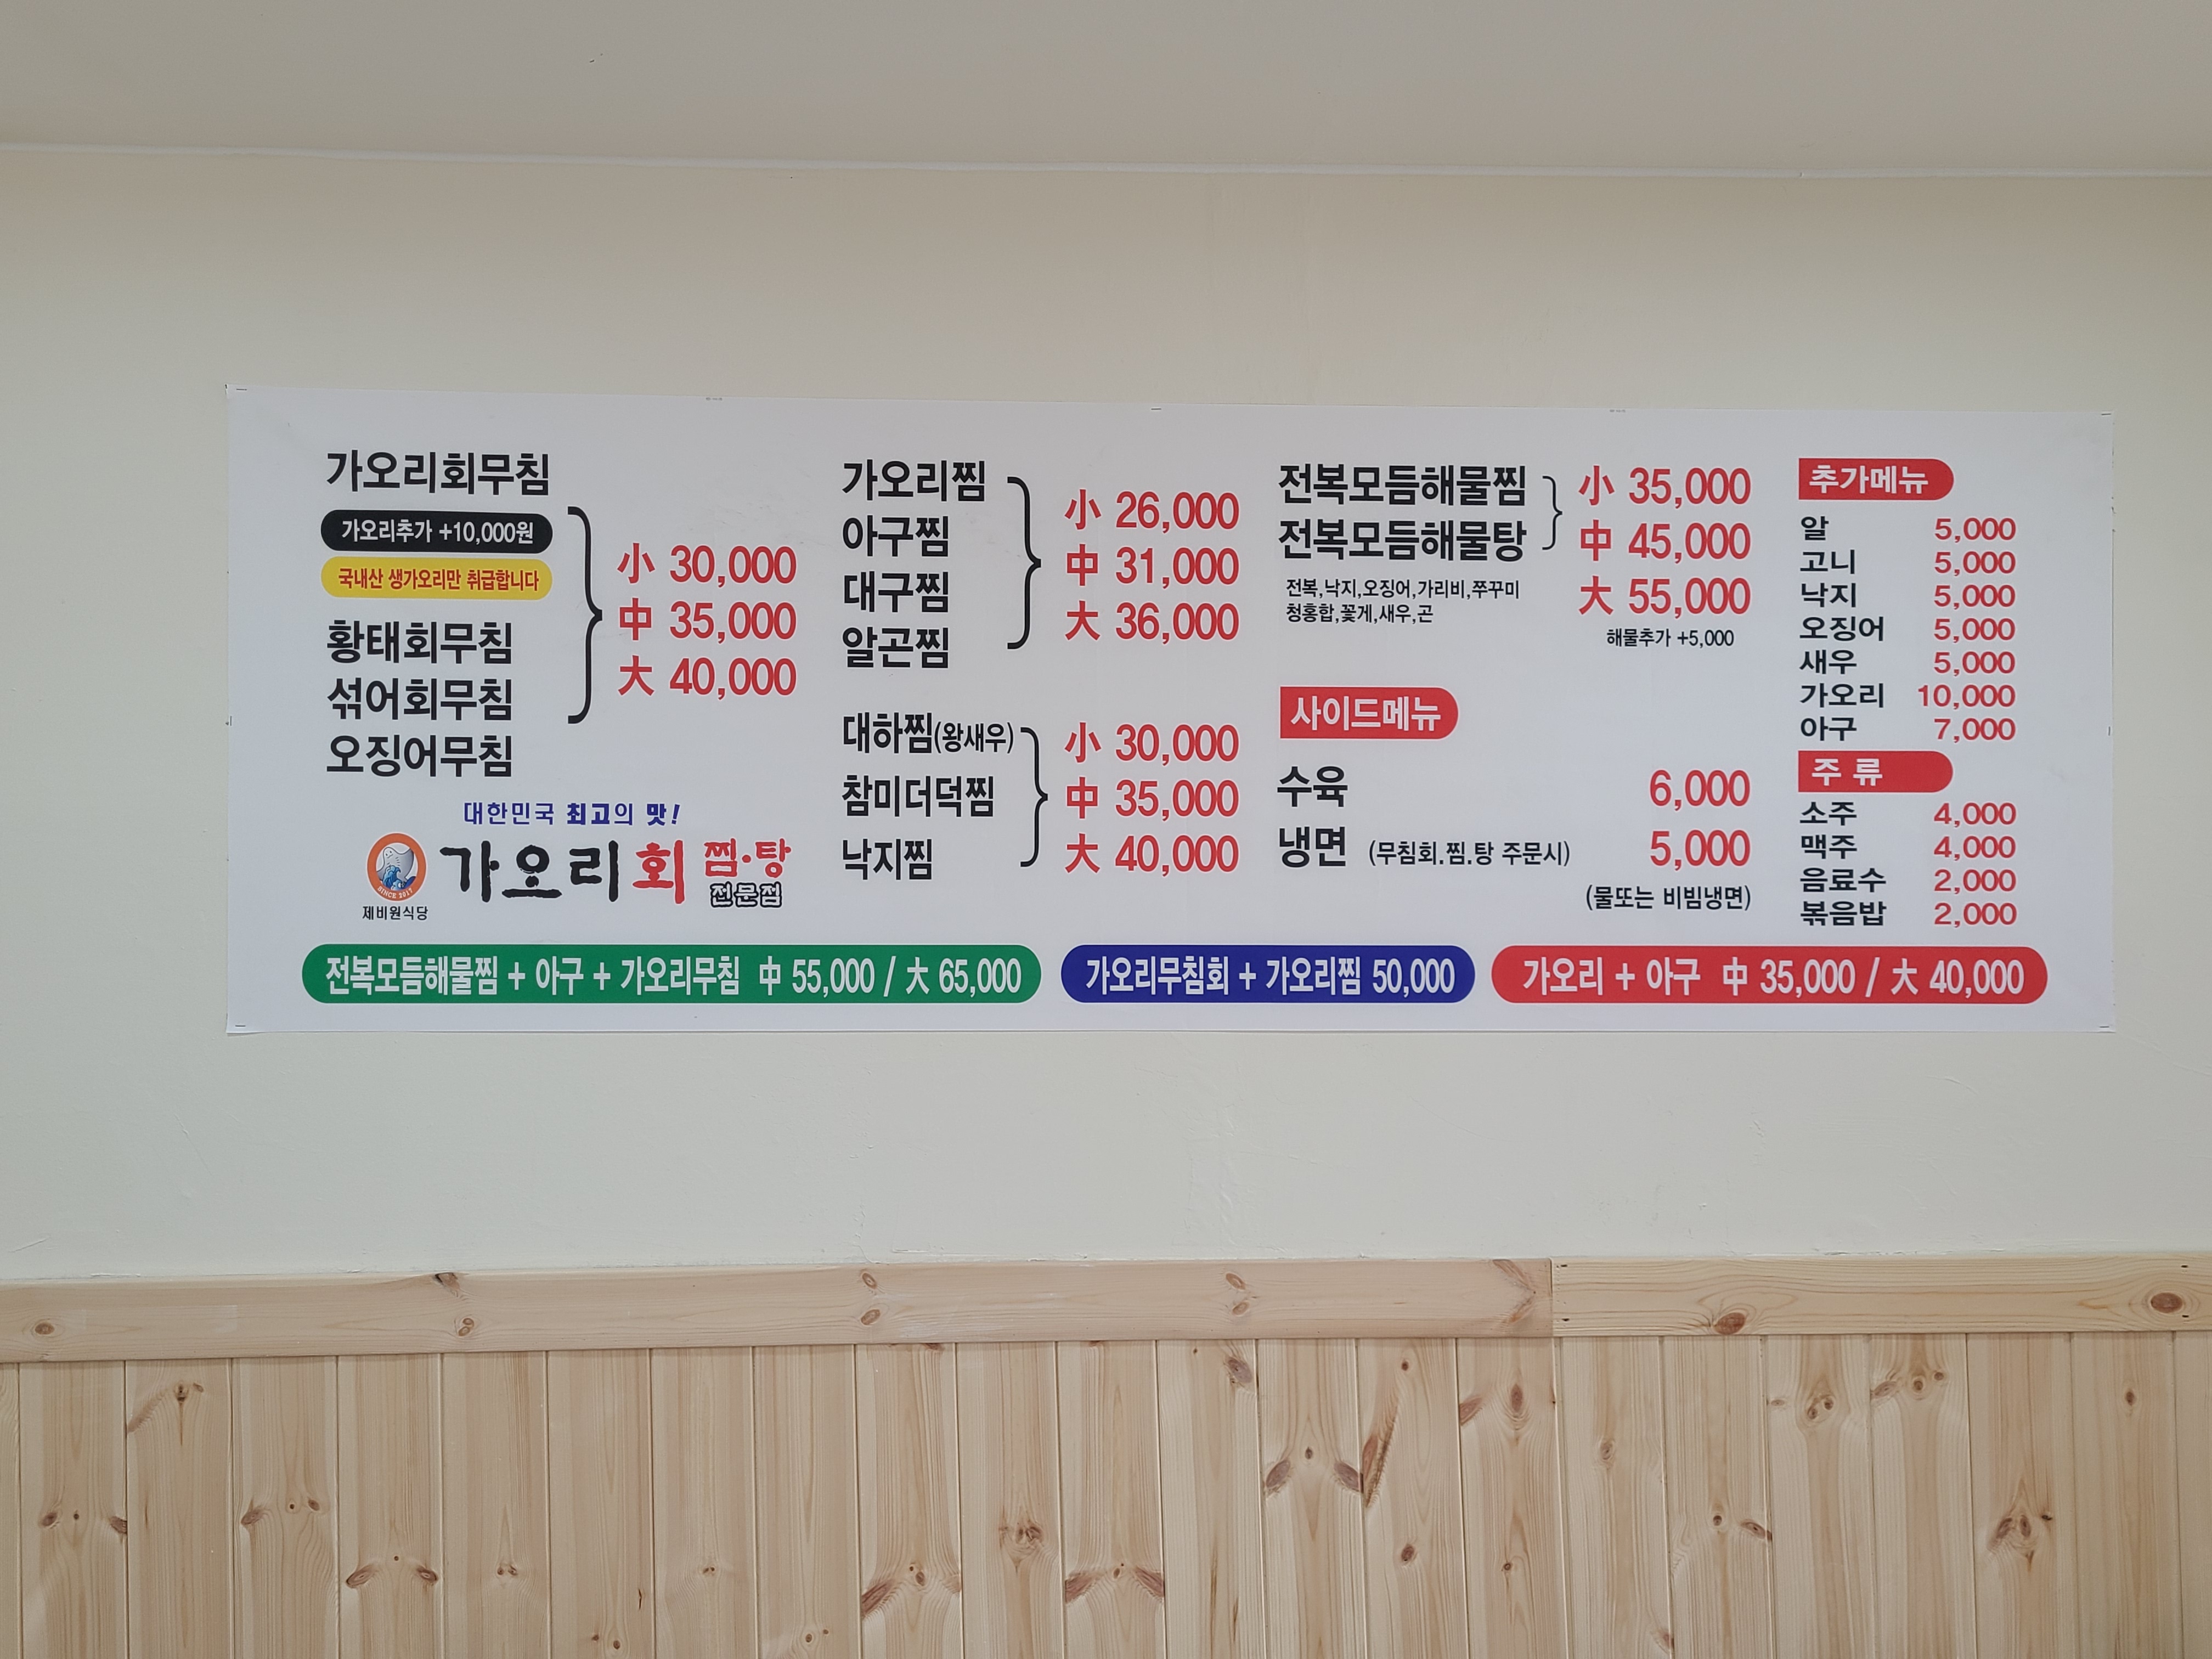 가오리회무침
가오리추가 +10,000원
국내산 생가오리만 취급합니다
황태회무침
섞어회무침
오징어무침
小 30,000
中 35,000
大 40,000
대한민국 최고의 맛!
SINCE 2017
제비원식당
가오리회 찜·탕
전문점
가오리찜
아구찜
대구찜
알곤찜
小 26,000
中 31,000
大 36,000
대하찜(왕새우)
참미더덕찜
낙지찜
小 30,000
中 35,000
大 40,000
전복모듬해물찜
전복모듬해물탕
전복,낙지,오징어,가리비,쭈꾸미
청홍합,꽃게,새우,곤
小 35,000
中 45,000
大 55,000
해물추가 +5,000
사이드메뉴
수육 6,000
냉면 (무침회.찜.탕 주문시) 5,000
(물또는 비빔냉면)
추가메뉴
알 5,000
고니 5,000
낙지 5,000
오징어 5,000
새우 5,000
가오리 10,000
아구 7,000
주 류
소주 4,000
맥주 4,000
음료수 2,000
볶음밥 2,000
전복모듬해물찜 + 아구 + 가오리무침 中 55,000 / 大 65,000
가오리무침회 + 가오리찜 50,000
가오리 + 아구 中 35,000 / 大 40,000